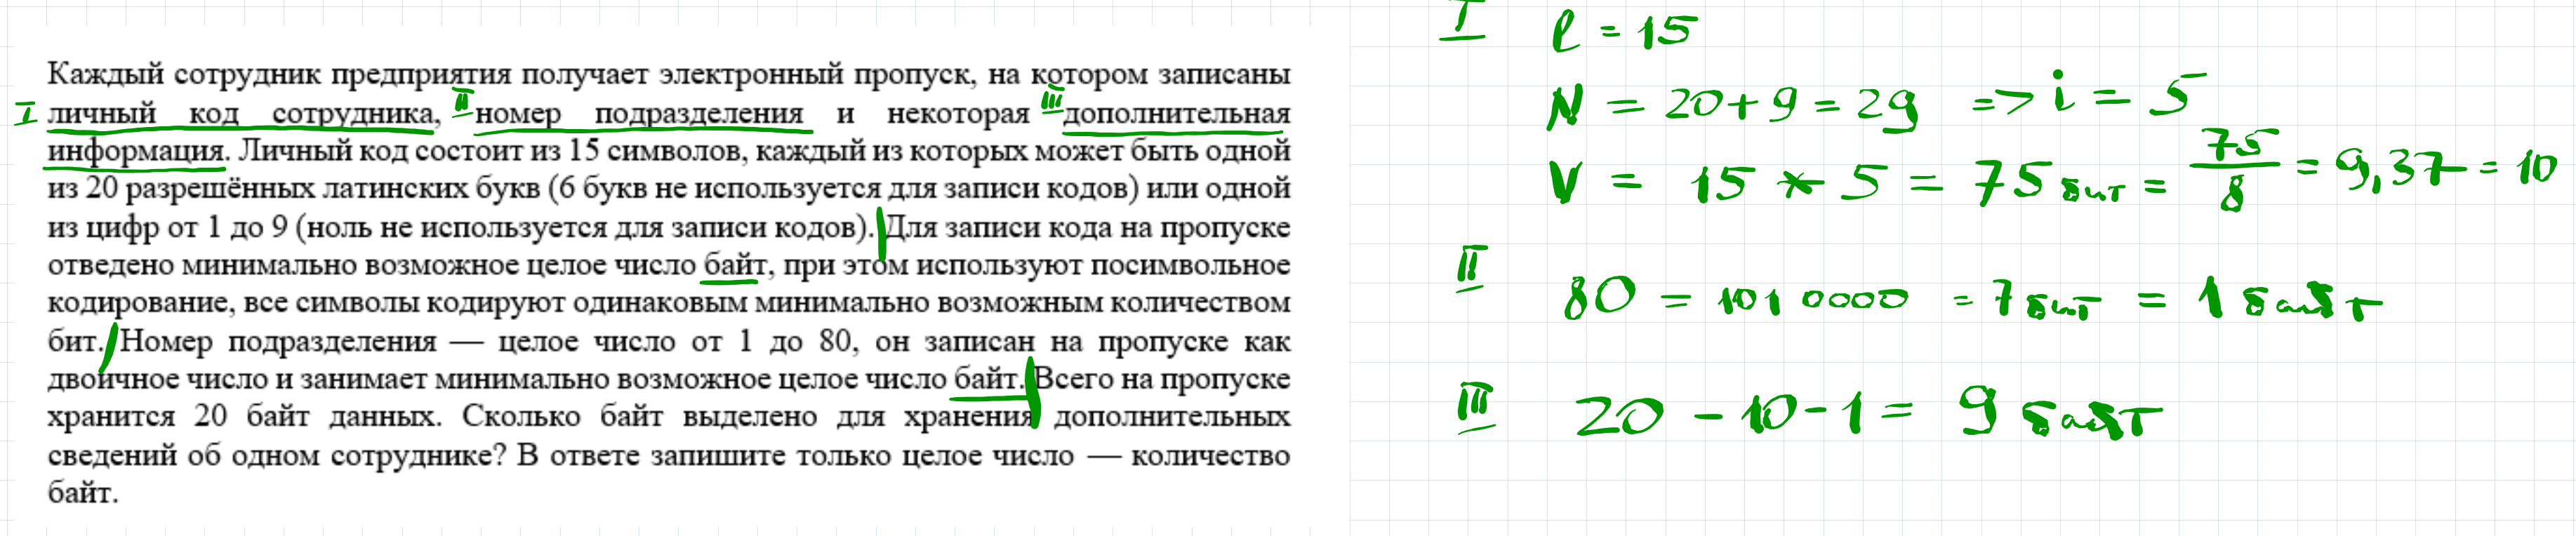 Каждый сотрудник предприятия получает электронный пропуск, на котором записаны
I личный код сотрудника, II номер подразделения и некоторая III дополнительная
информация. Личный код состоит из 15 символов, каждый из которых может быть одной
из 20 разрешённых латинских букв (6 букв не используется для записи кодов) или одной
из цифр от 1 до 9 (ноль не используется для записи кодов). Для записи кода на пропуске
отведено минимально возможное целое число байт, при этом используют посимвольное
кодирование, все символы кодируют одинаковым минимально возможным количеством
бит. Номер подразделения — целое число от 1 до 80, он записан на пропуске как
двоичное число и занимает минимально возможное целое число байт. Всего на пропуске
хранится 20 байт данных. Сколько байт выделено для хранения дополнительных
сведений об одном сотруднике? В ответе запишите только целое число — количество
байт.
I l = 15
N = 20+9 = 29 => i = 5
V = 15 * 5 = 75 бит = 75/8 = 9,37 = 10
II 80 = 1010000 = 7 бит = 1 байт
III 20 - 10 - 1 = 9 байт